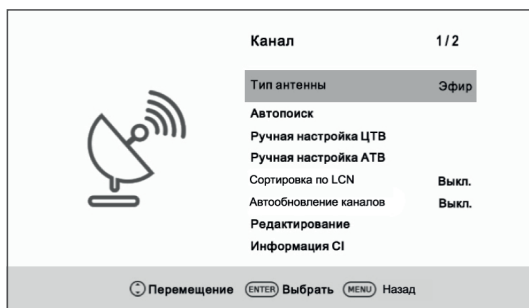 Канал 1/2
Тип антенны Эфир
Автопоиск
Ручная настройка ЦТВ
Ручная настройка АТВ
Сортировка по LCN Выкл.
Автообновление каналов Выкл.
Редактирование
Информация CI
Перемещение ENTER Выбрать MENU Назад